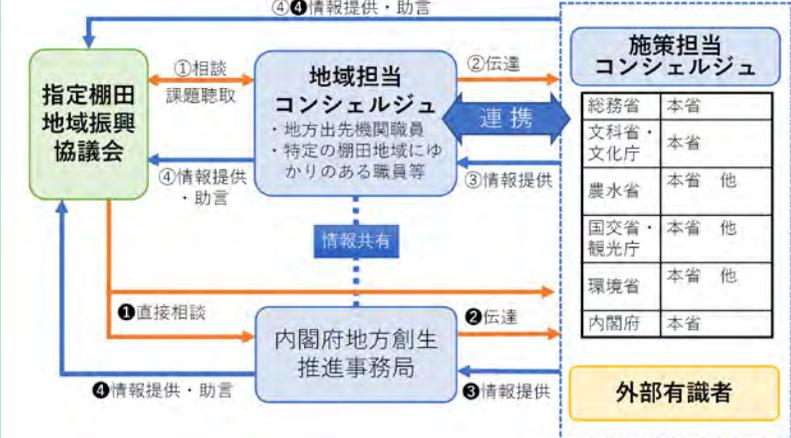 ④❹情報提供・助言
指定棚田
地域振興
協議会
①相談
課題聴取
④情報提供
・助言
地域担当
コンシェルジュ
・地方出先機関職員
・特定の棚田地域にゆ
かりのある職員等
②伝達
連携
③情報提供
情報共有
❶直接相談
内閣府地方創生
推進事務局
❷伝達
❸情報提供
❹情報提供・助言
施策担当
コンシェルジュ
総務省 本省
文科省・
文化庁 本省
農水省 本省 他
国交省・
観光庁 本省 他
環境省 本省 他
内閣府 本省
外部有識者